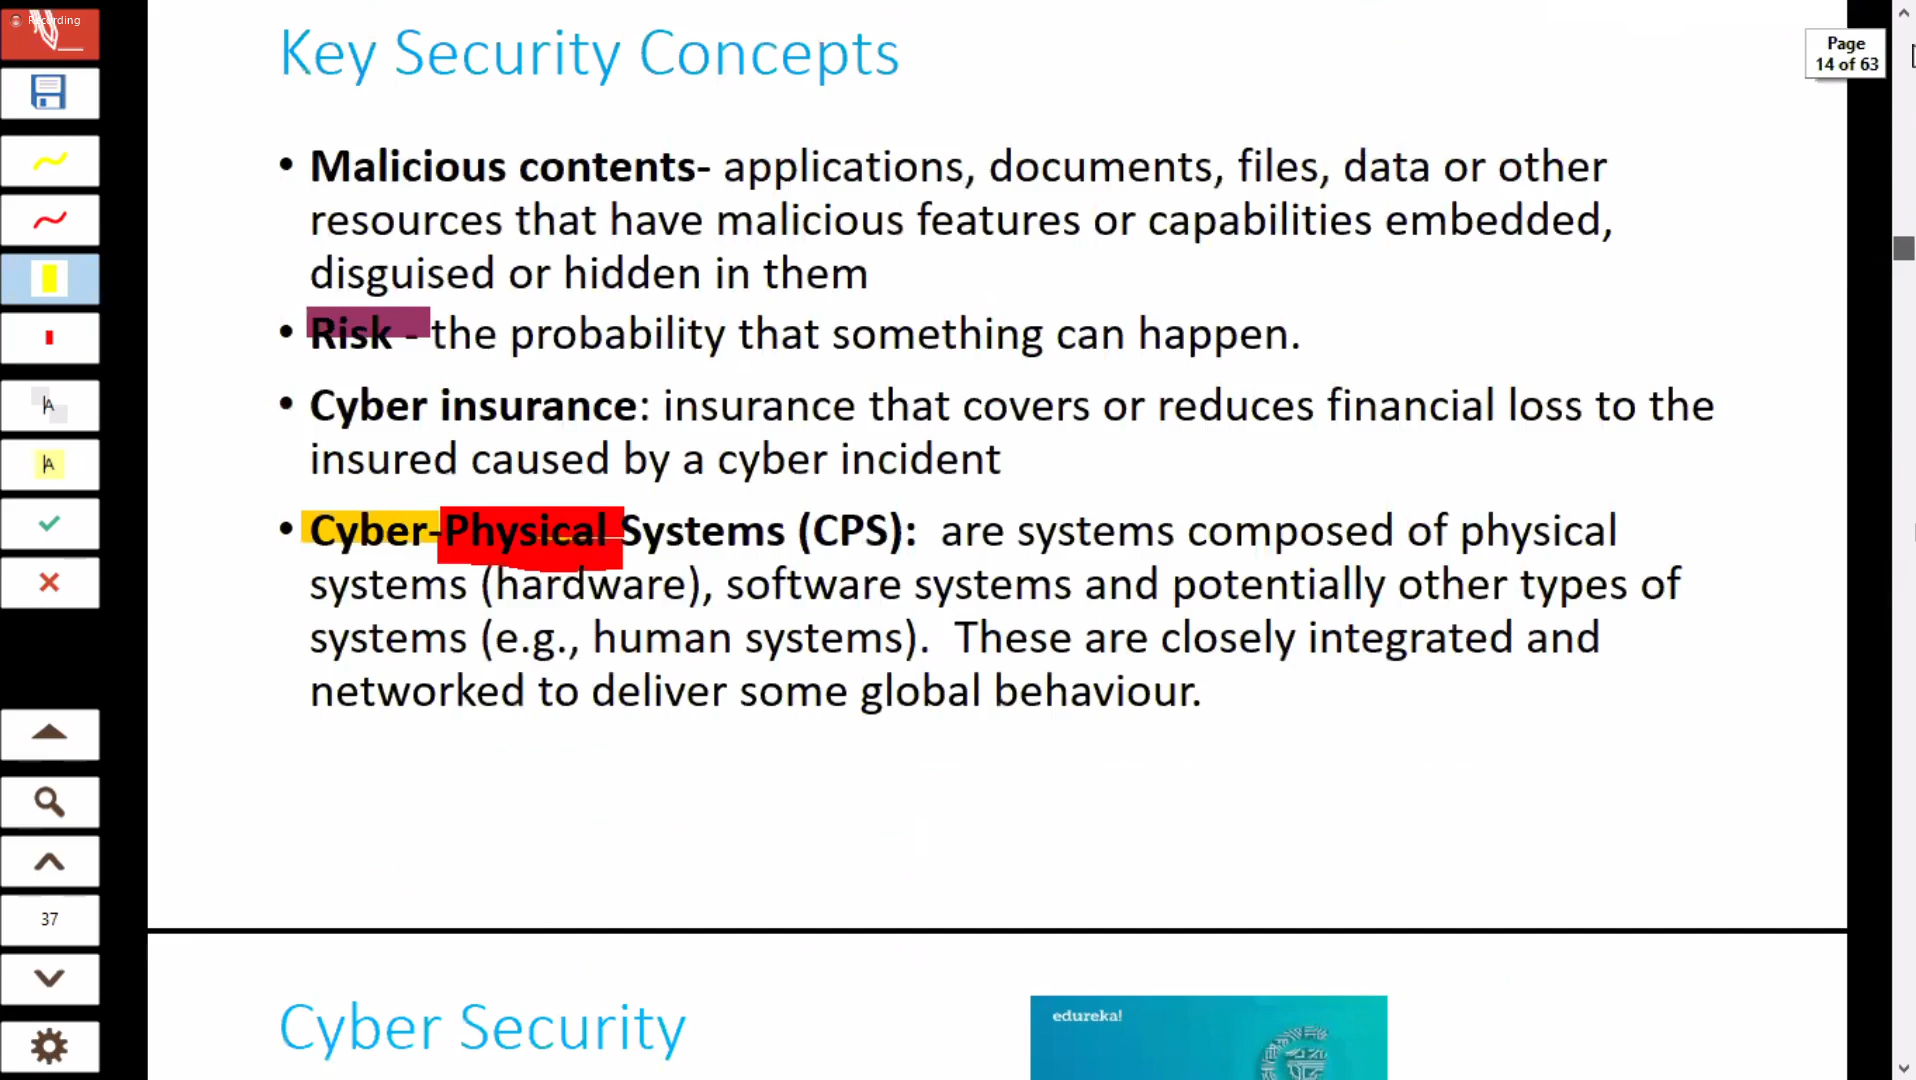 Recording
Key Security Concepts
Page
14 of 63
• Malicious contents- applications, documents, files, data or other
resources that have malicious features or capabilities embedded,
disguised or hidden in them
• Risk - the probability that something can happen.
• Cyber insurance: insurance that covers or reduces financial loss to the
insured caused by a cyber incident
• Cyber-Physical Systems (CPS): are systems composed of physical
systems (hardware), software systems and potentially other types of
systems (e.g., human systems). These are closely integrated and
networked to deliver some global behaviour.
A
A
37
Cyber Security
edureka!